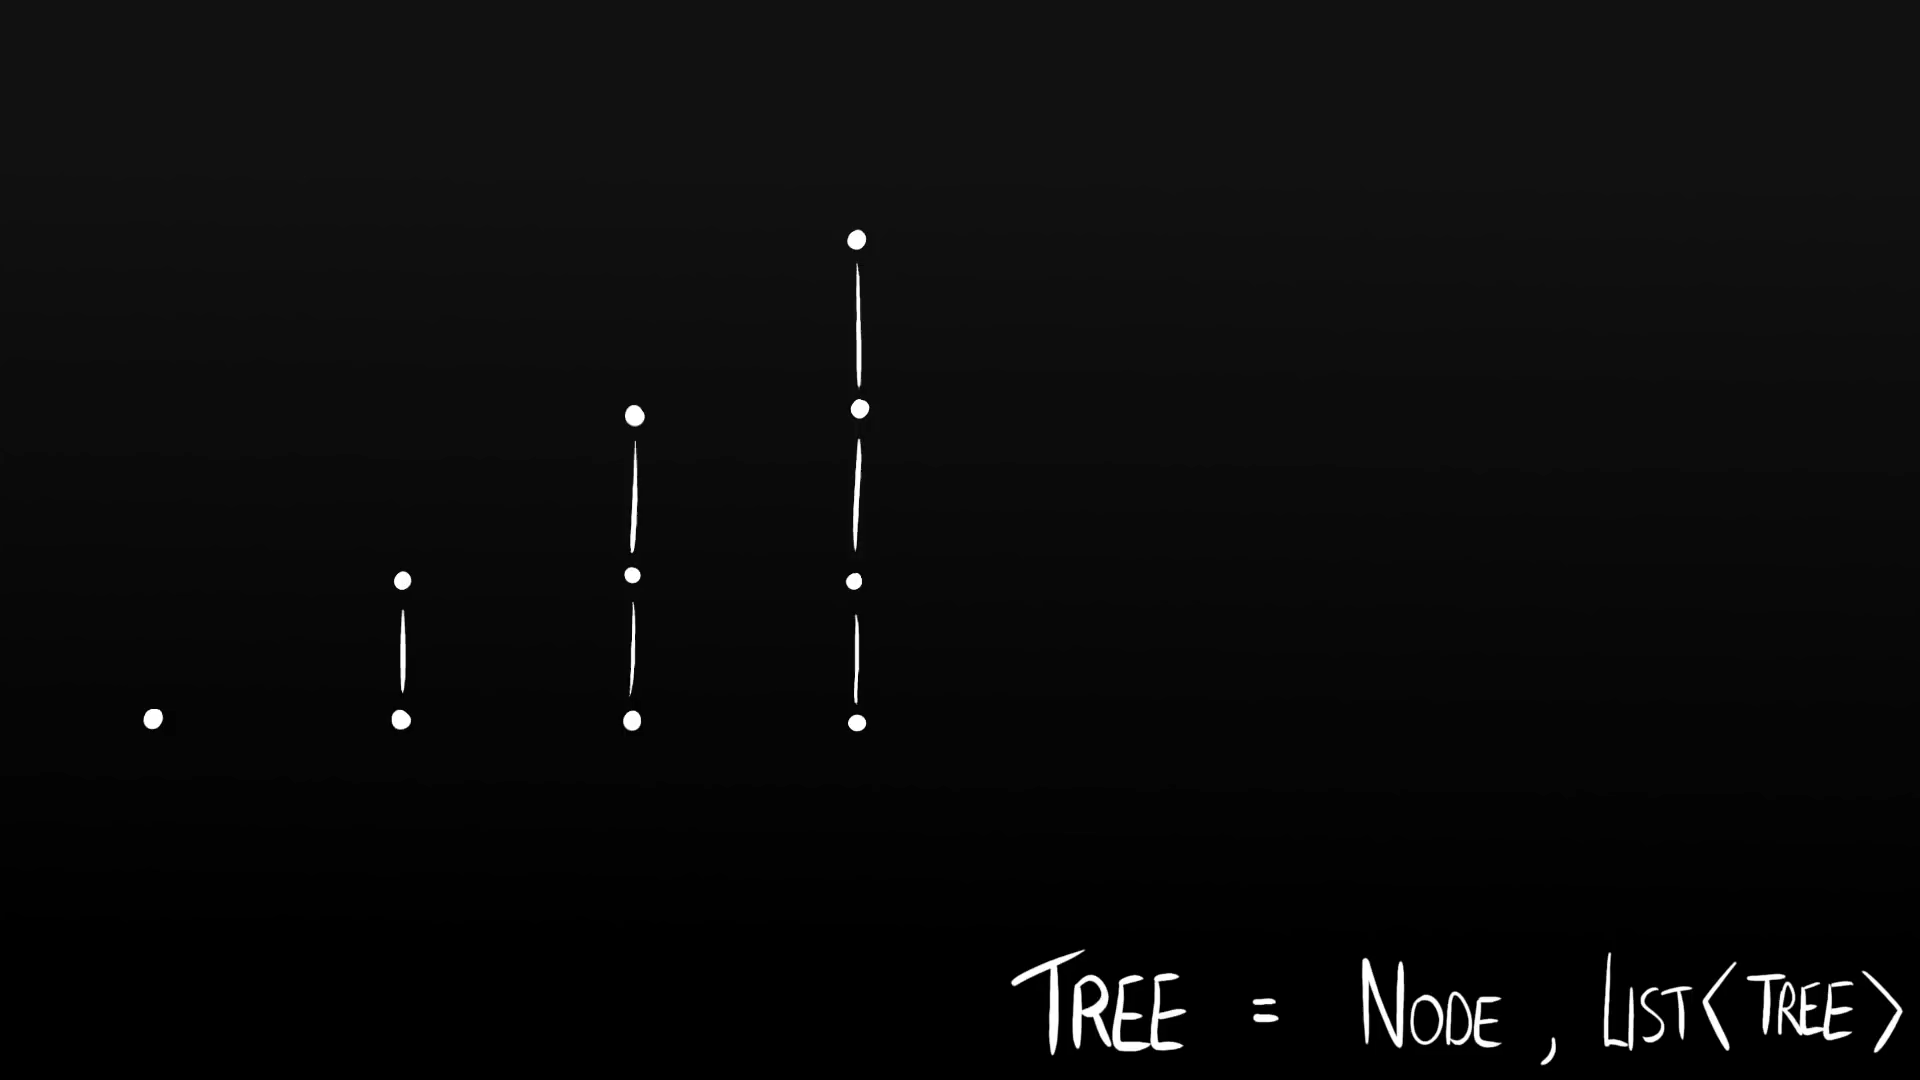 TREE = NODE , LIST<TREE>